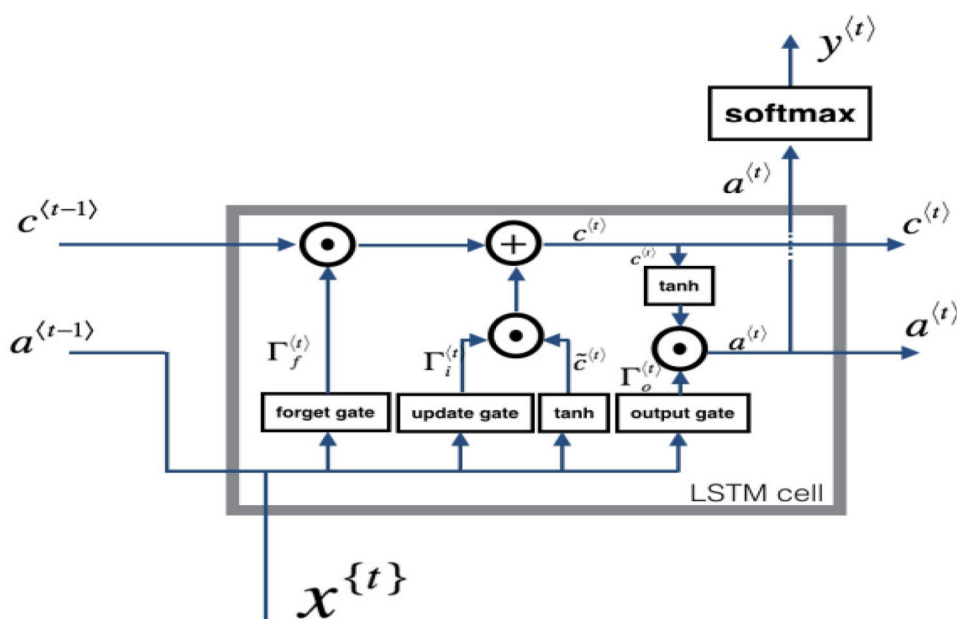 y⟨t⟩
softmax
a⟨t⟩
c⟨t−1⟩
c⟨t⟩
c⟨t⟩
c⟨t⟩
tanh
a⟨t−1⟩
Γf⟨t⟩
Γi⟨t⟩
c̃⟨t⟩
Γo⟨t⟩
a⟨t⟩
a⟨t⟩
forget gate
update gate
tanh
output gate
LSTM cell
x{t}